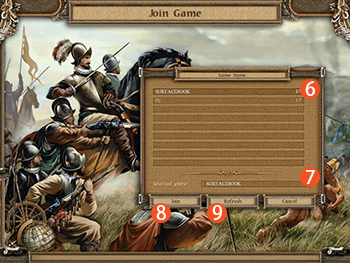 Join Game
Game Name
SURFACEBOOK
PC
6
7
Selected game : SURFACEBOOK
8 9
Join Refresh Cancel